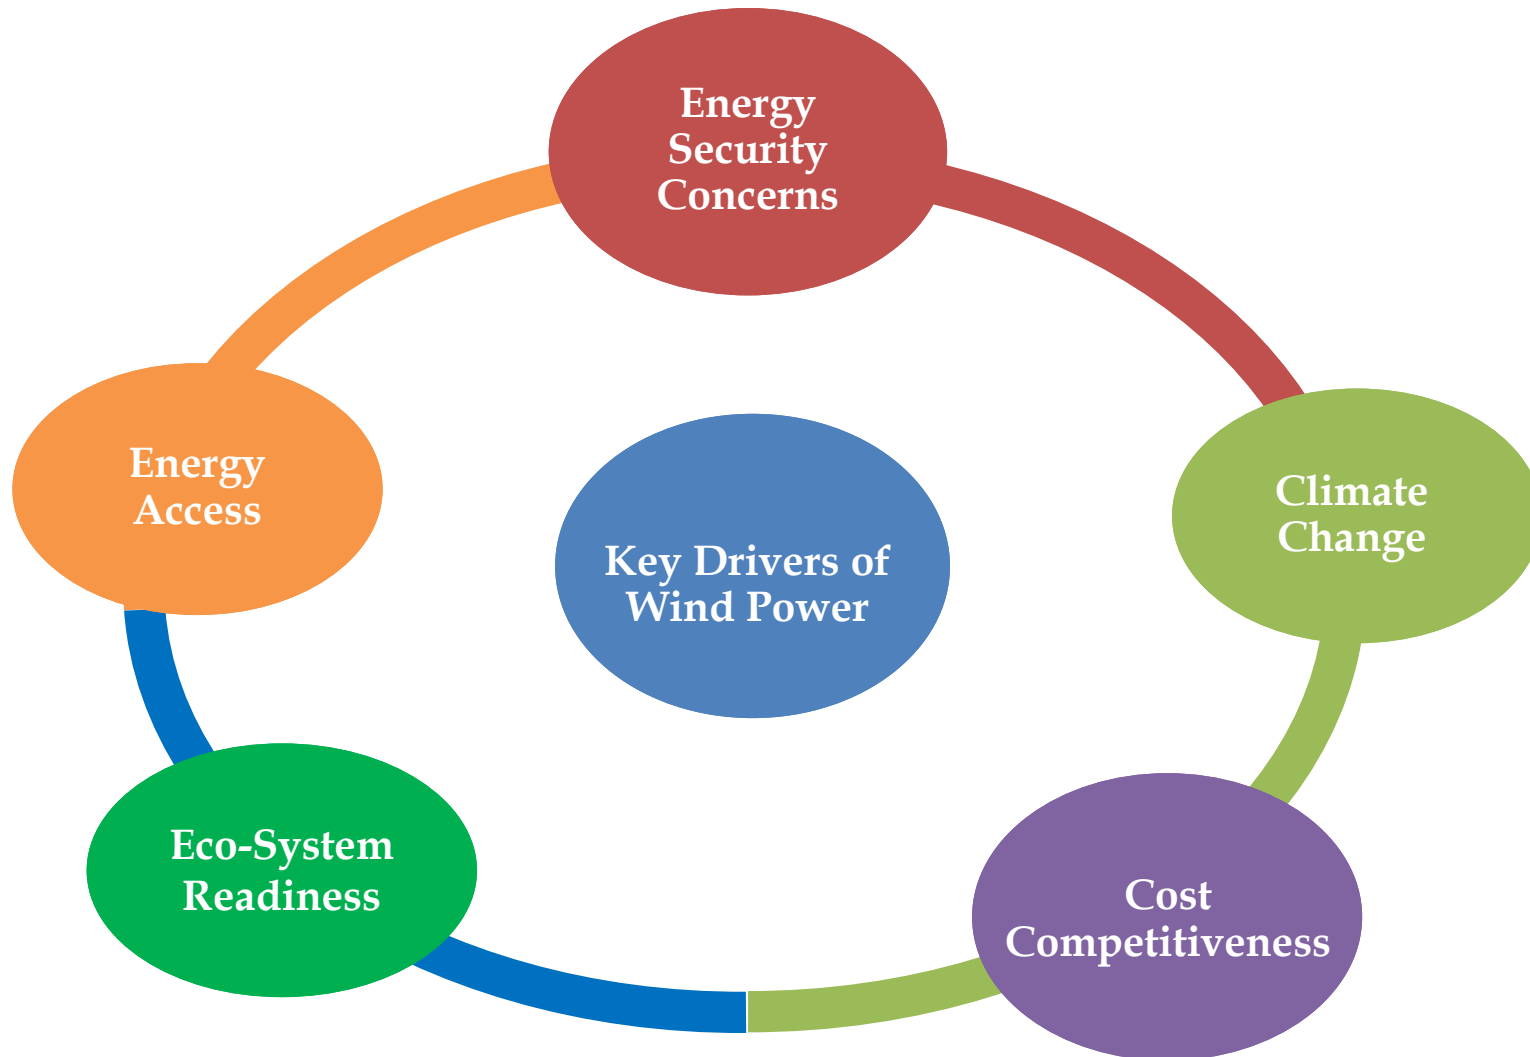 Energy
Security
Concerns
Climate
Change
Cost
Competitiveness
Eco-System
Readiness
Energy
Access
Key Drivers of
Wind Power